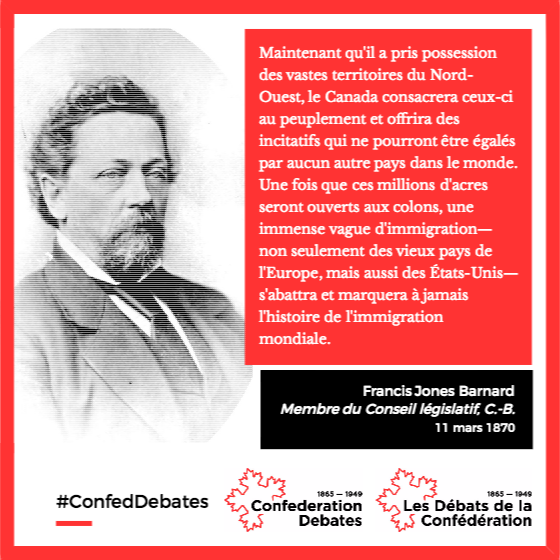 Maintenant qu'il a pris possession
des vastes territoires du Nord-
Ouest, le Canada consacrera ceux-ci
au peuplement et offrira des
incitatifs qui ne pourront être égalés
par aucun autre pays dans le monde.
Une fois que ces millions d'acres
seront ouverts aux colons, une
immense vague d'immigration—
non seulement des vieux pays de
l'Europe, mais aussi des États-Unis—
s'abattra et marquera à jamais
l'histoire de l'immigration
mondiale.
Francis Jones Barnard
Membre du Conseil législatif, C.-B.
11 mars 1870
#ConfedDebates
1865 — 1949
Confederation
Debates
1865 — 1949
Les Débats de la
Confédération